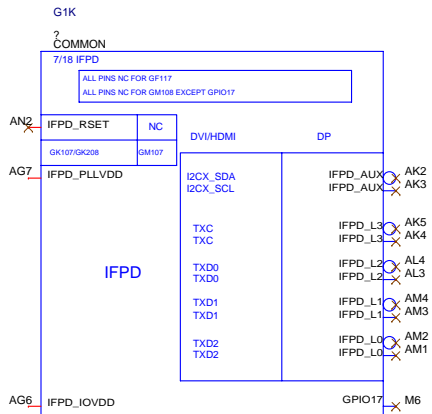 G1K
?
COMMON
7/18 IFPD
ALL PINS NC FOR GF117
ALL PINS NC FOR GM108 EXCEPT GPIO17
AN2 IFPD_RSET NC
GK107/GK208 GM107
DVI/HDMI DP
AG7 IFPD_PLLVDD
I2CX_SDA IFPD_AUX AK2
I2CX_SCL IFPD_AUX AK3
TXC IFPD_L3 AK5
TXC IFPD_L3 AK4
TXD0 IFPD_L2 AL4
TXD0 IFPD_L2 AL3
IFPD
TXD1 IFPD_L1 AM4
TXD1 IFPD_L1 AM3
TXD2 IFPD_L0 AM2
TXD2 IFPD_L0 AM1
AG6 IFPD_IOVDD GPIO17 M6